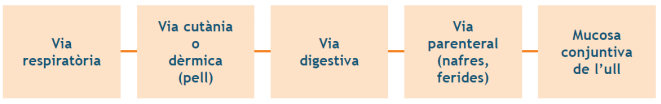 Via
respiratòria
Via cutània
o
dèrmica
(pell)
Via
digestiva
Via
parenteral
(nafres,
ferides)
Mucosa
conjuntiva
de l’ull